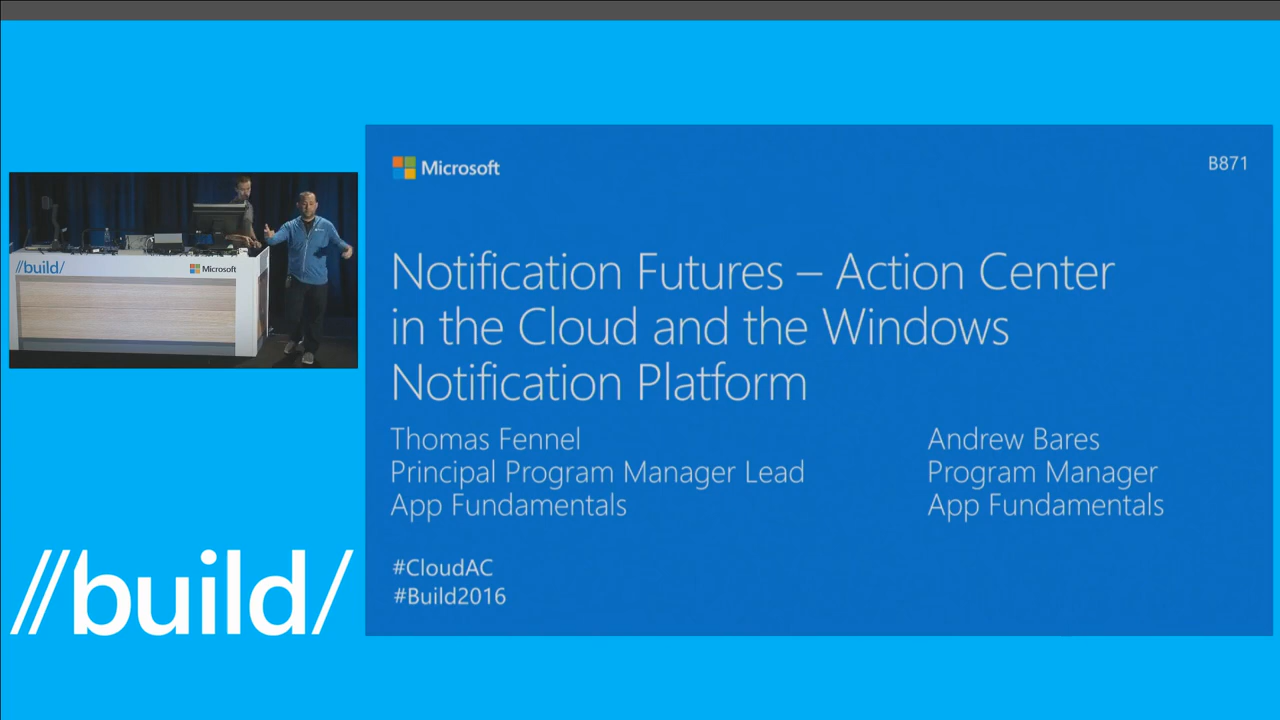 Microsoft
B871
Notification Futures – Action Center
in the Cloud and the Windows
Notification Platform
Thomas Fennel
Principal Program Manager Lead
App Fundamentals
Andrew Bares
Program Manager
App Fundamentals
#CloudAC
#Build2016
//build/
Microsoft
//build/